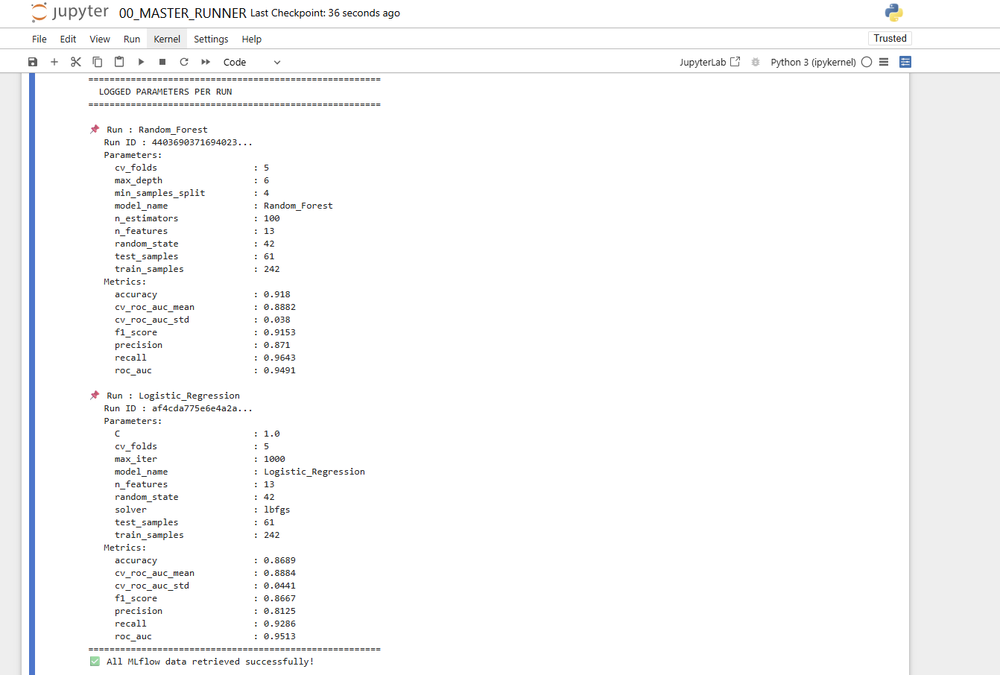 jupyter 00_MASTER_RUNNER Last Checkpoint: 36 seconds ago
File Edit View Run Kernel Settings Help Trusted
Code JupyterLab Python 3 (ipykernel)
=======================================================
LOGGED PARAMETERS PER RUN
=======================================================
📌 Run : Random_Forest
Run ID : 4403690371694023...
Parameters:
cv_folds : 5
max_depth : 6
min_samples_split : 4
model_name : Random_Forest
n_estimators : 100
n_features : 13
random_state : 42
test_samples : 61
train_samples : 242
Metrics:
accuracy : 0.918
cv_roc_auc_mean : 0.8882
cv_roc_auc_std : 0.038
f1_score : 0.9153
precision : 0.871
recall : 0.9643
roc_auc : 0.9491
📌 Run : Logistic_Regression
Run ID : af4cda775e6e4a2a...
Parameters:
C : 1.0
cv_folds : 5
max_iter : 1000
model_name : Logistic_Regression
n_features : 13
random_state : 42
solver : lbfgs
test_samples : 61
train_samples : 242
Metrics:
accuracy : 0.8689
cv_roc_auc_mean : 0.8884
cv_roc_auc_std : 0.0441
f1_score : 0.8667
precision : 0.8125
recall : 0.9286
roc_auc : 0.9513
=======================================================
✅ All MLflow data retrieved successfully!